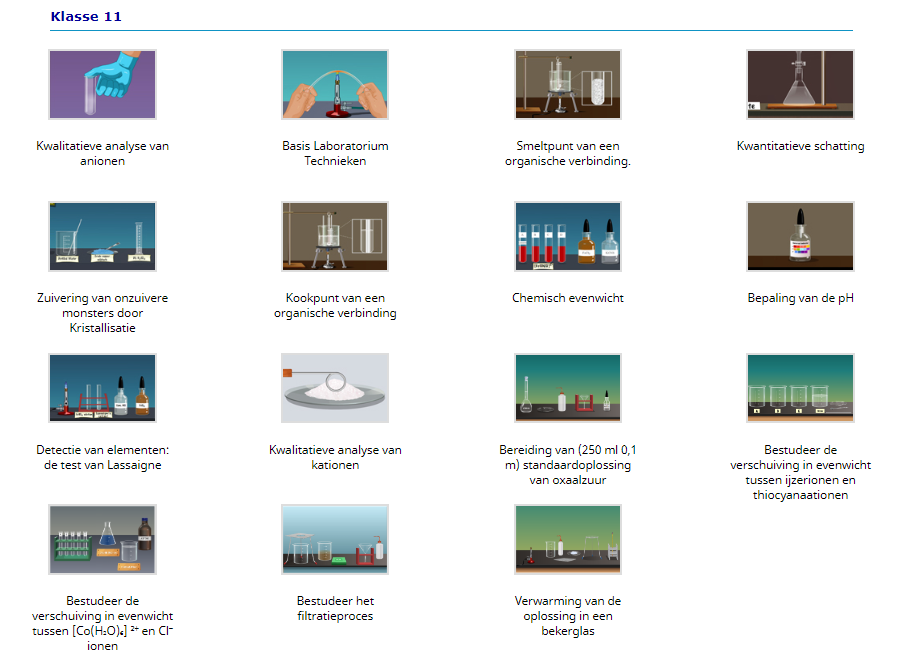 Klasse 11
Kwalitatieve analyse van
anionen
Basis Laboratorium
Technieken
Smeltpunt van een
organische verbinding.
Kwantitatieve schatting
Zuivering van onzuivere
monsters door
Kristallisatie
Kookpunt van een
organische verbinding
Chemisch evenwicht
Bepaling van de pH
Detectie van elementen:
de test van Lassaigne
Kwalitatieve analyse van
kationen
Bereiding van (250 ml 0,1
m) standaardoplossing
van oxaalzuur
Bestudeer de
verschuiving in evenwicht
tussen ijzerionen en
thiocyanaationen
Bestudeer de
verschuiving in evenwicht
tussen [Co(H₂O)₆] ²⁺ en Cl⁻
ionen
Bestudeer het
filtratieproces
Verwarming van de
oplossing in een
bekerglas